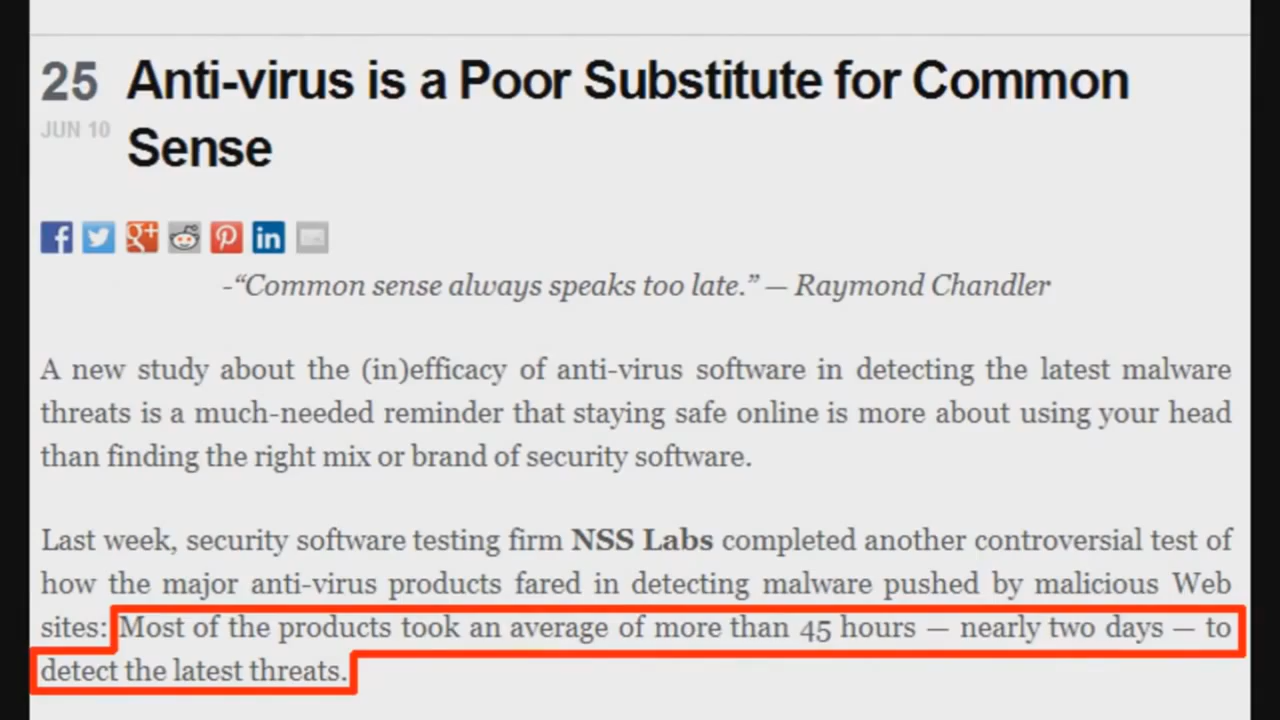 25 Anti-virus is a Poor Substitute for Common
JUN 10 Sense
f g+ p in
-“Common sense always speaks too late.” — Raymond Chandler
A new study about the (in)efficacy of anti-virus software in detecting the latest malware
threats is a much-needed reminder that staying safe online is more about using your head
than finding the right mix or brand of security software.
Last week, security software testing firm NSS Labs completed another controversial test of
how the major anti-virus products fared in detecting malware pushed by malicious Web
sites: Most of the products took an average of more than 45 hours — nearly two days — to
detect the latest threats.